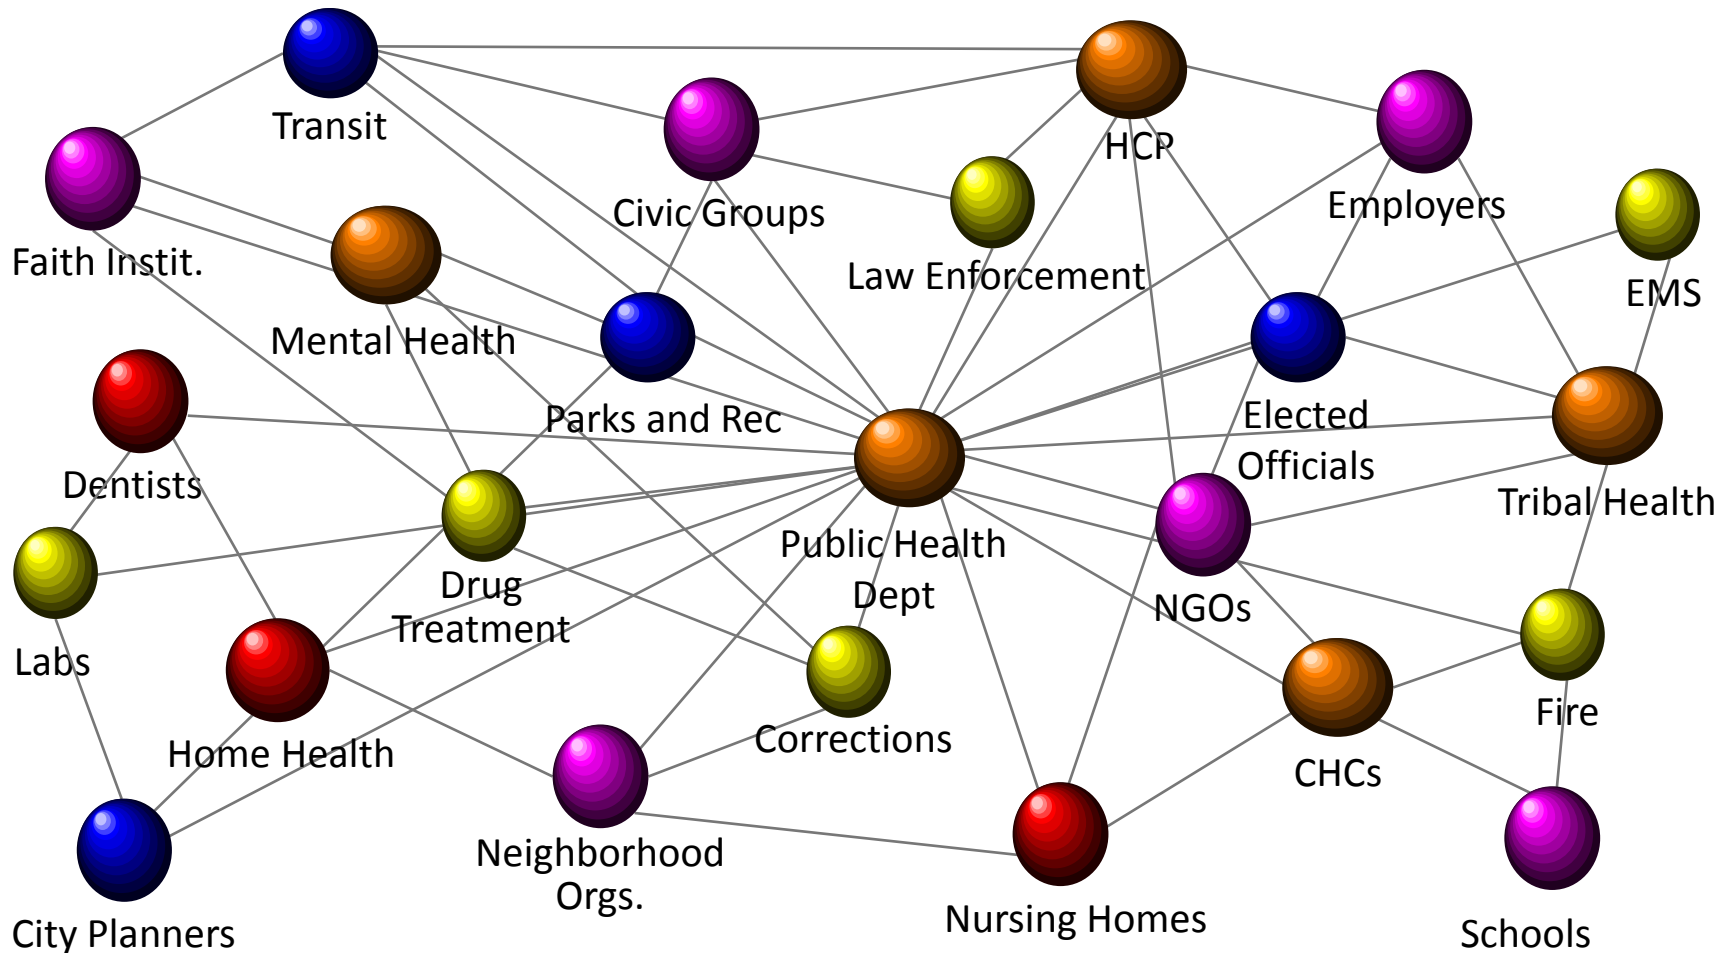 Transit
HCP
Civic Groups
Employers
Faith Instit.
Law Enforcement
EMS
Mental Health
Parks and Rec
Elected
Officials
Dentists
Tribal Health
Public Health
Dept
Drug
Treatment
NGOs
Labs
Fire
Home Health
Corrections
CHCs
Neighborhood
Orgs.
Nursing Homes
City Planners
Schools